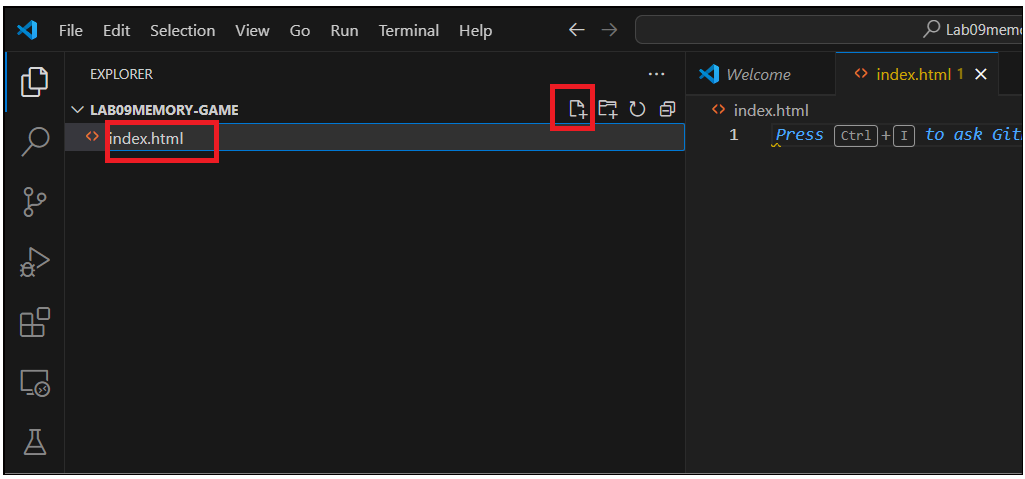 File Edit Selection View Go Run Terminal Help
Lab09mem
EXPLORER
LAB09MEMORY-GAME
index.html
Welcome
index.html 1
index.html
1 Press Ctrl + I to ask Git